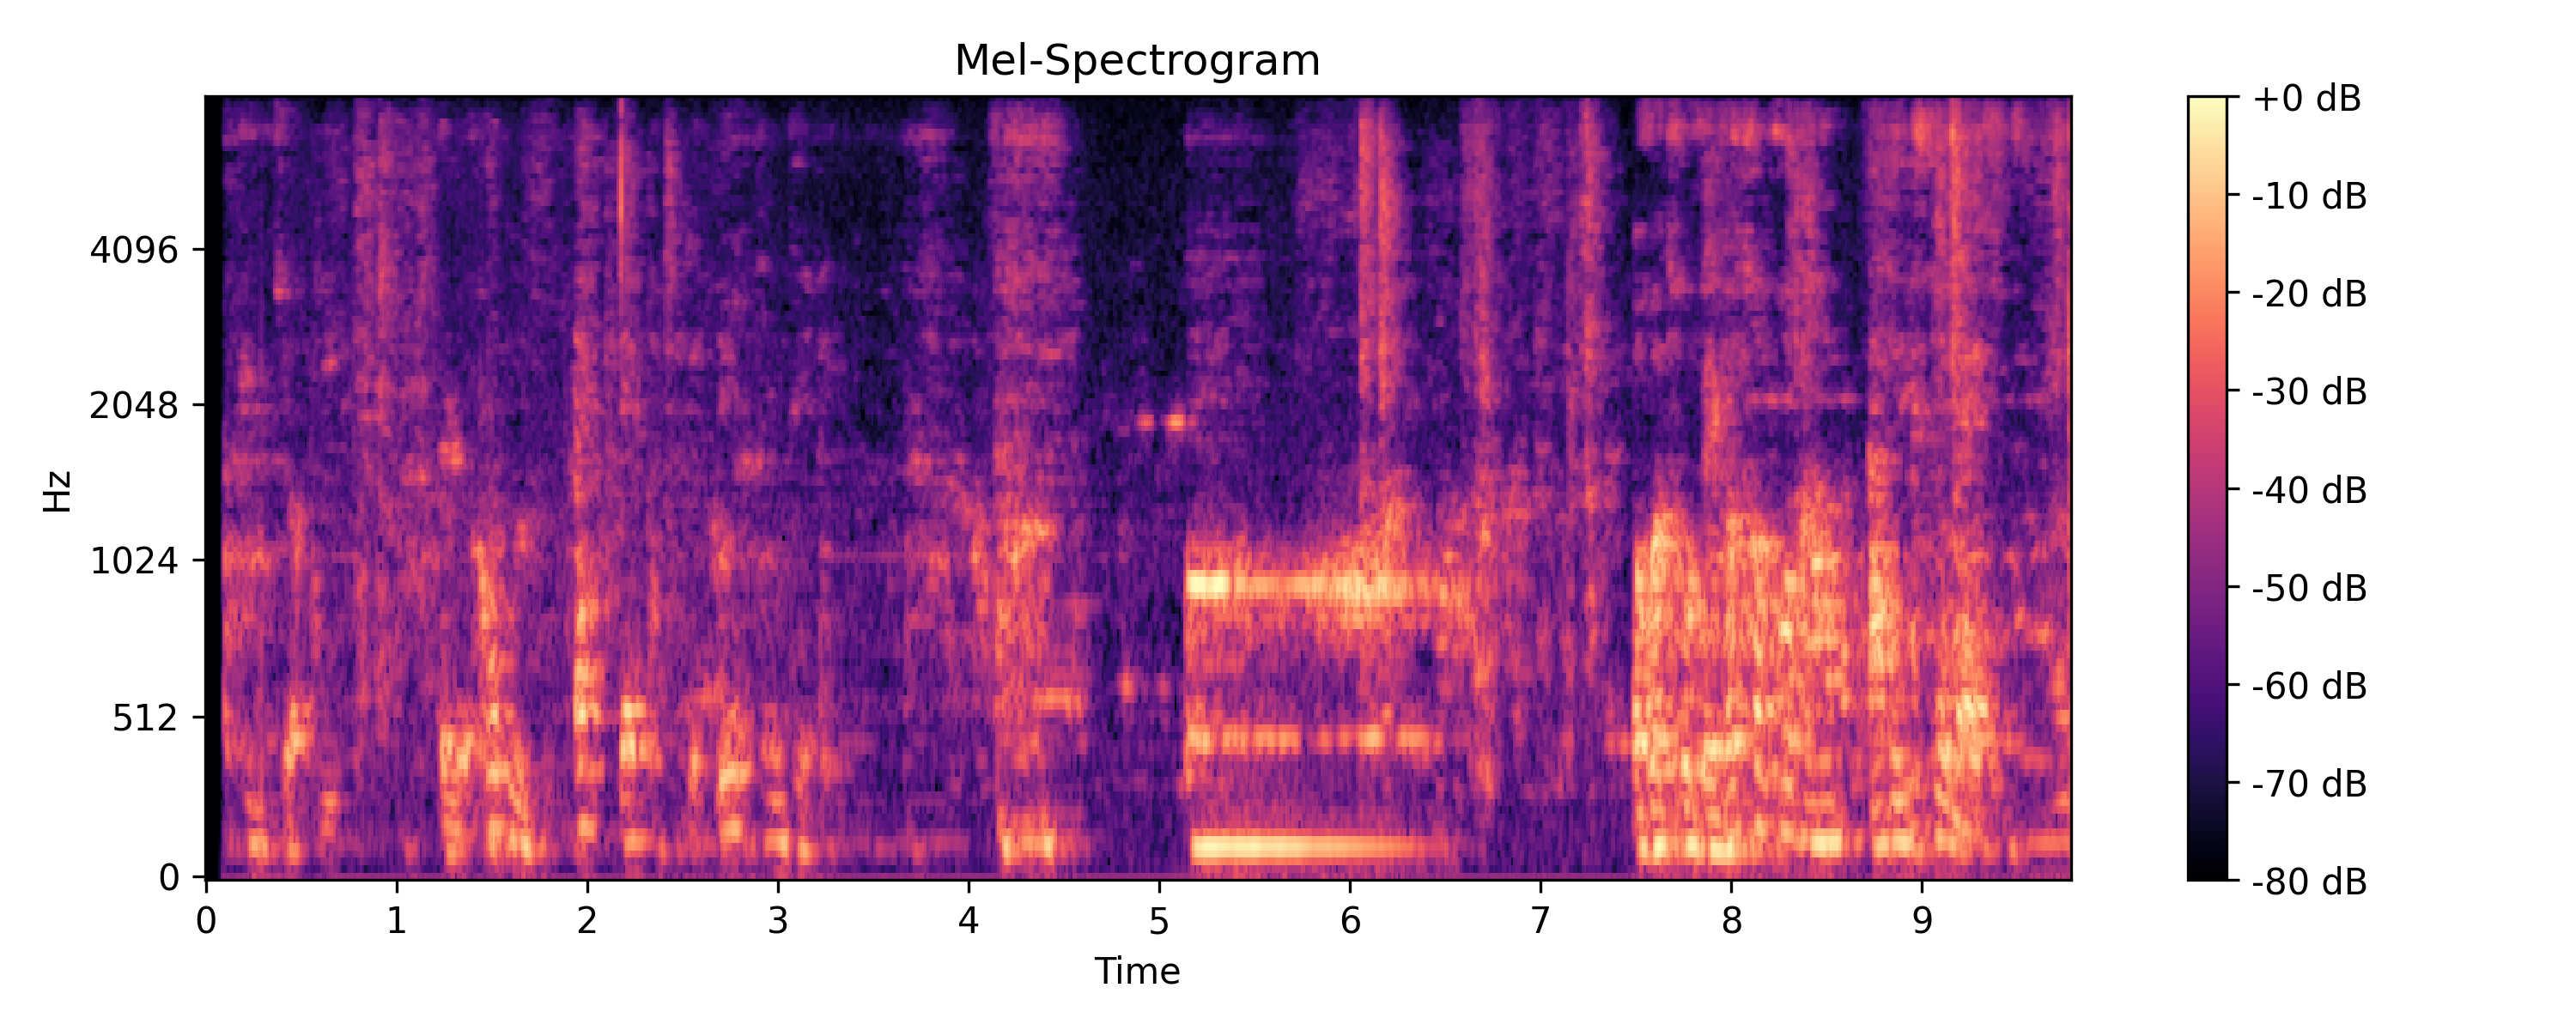 Mel-Spectrogram
+0 dB
-10 dB
-20 dB
-30 dB
-40 dB
-50 dB
-60 dB
-70 dB
-80 dB
Hz
4096
2048
1024
512
0
0 1 2 3 4 5 6 7 8 9
Time